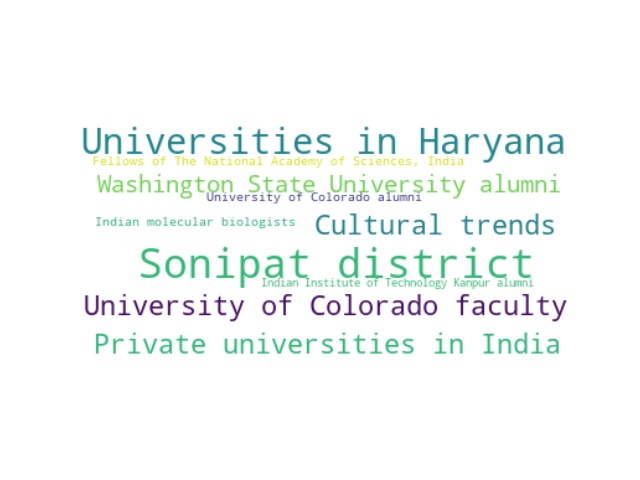 Universities in Haryana
Fellows of The National Academy of Sciences, India
Washington State University alumni
University of Colorado alumni
Indian molecular biologists
Cultural trends
Sonipat district
Indian Institute of Technology Kanpur alumni
University of Colorado faculty
Private universities in India